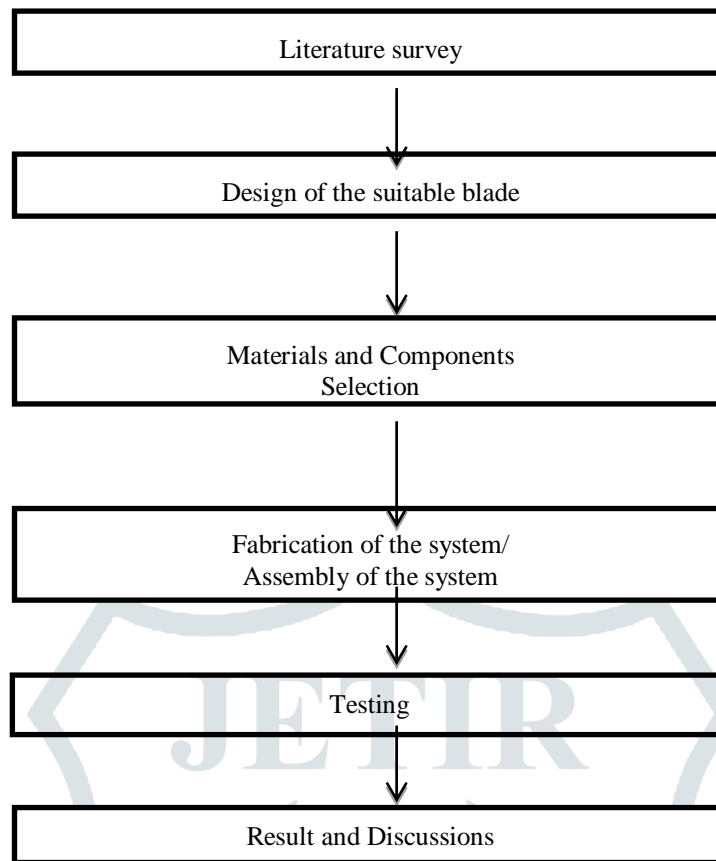 Literature survey
Design of the suitable blade
Materials and Components
Selection
Fabrication of the system/
Assembly of the system
JETIR
Testing
Result and Discussions